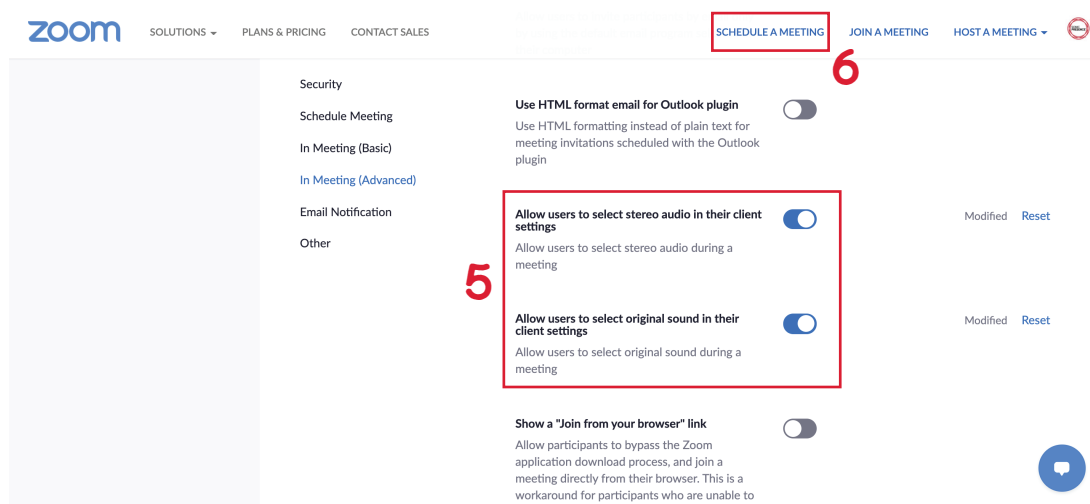 zoom
SOLUTIONS
PLANS & PRICING
CONTACT SALES
SCHEDULE A MEETING
JOIN A MEETING
HOST A MEETING
6
Security
Schedule Meeting
In Meeting (Basic)
In Meeting (Advanced)
Email Notification
Other
Use HTML format email for Outlook plugin
Use HTML formatting instead of plain text for
meeting invitations scheduled with the Outlook
plugin
5
Allow users to select stereo audio in their client
settings
Allow users to select stereo audio during a
meeting
Modified Reset
Allow users to select original sound in their
client settings
Allow users to select original sound during a
meeting
Modified Reset
Show a "Join from your browser" link
Allow participants to bypass the Zoom
application download process, and join a
meeting directly from their browser. This is a
workaround for participants who are unable to